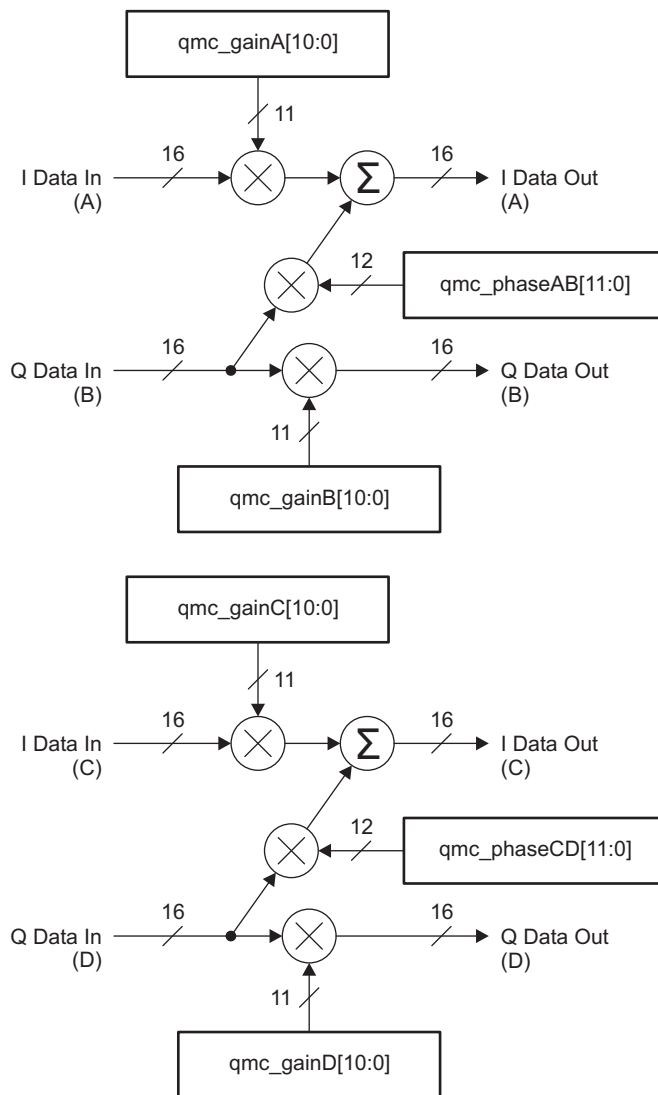 qmc_gainA[10:0]
11
16
16
I Data In
(A)
Σ
I Data Out
(A)
12
qmc_phaseAB[11:0]
16
16
Q Data In
(B)
Q Data Out
(B)
11
qmc_gainB[10:0]
qmc_gainC[10:0]
11
16
16
I Data In
(C)
Σ
I Data Out
(C)
12
qmc_phaseCD[11:0]
16
16
Q Data In
(D)
Q Data Out
(D)
11
qmc_gainD[10:0]